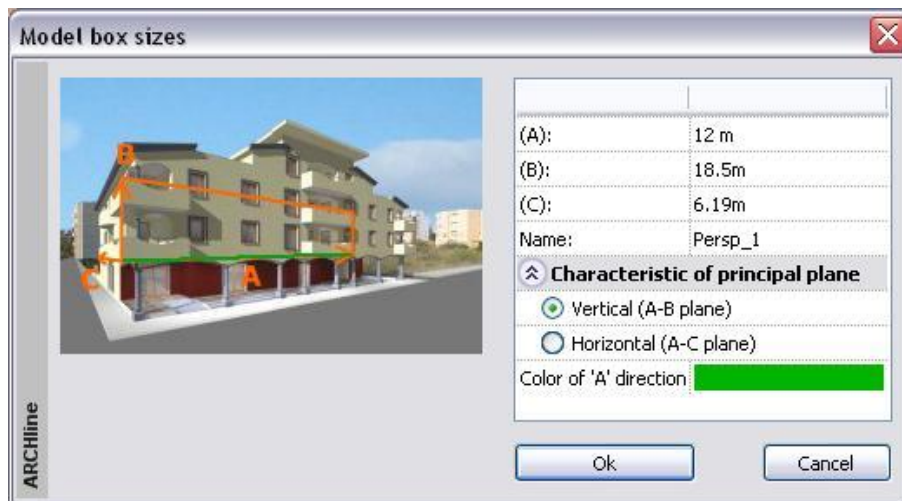 Model box sizes
B
C
A
ARCHline
(A): 12 m
(B): 18.5m
(C): 6.19m
Name: Persp_1
Characteristic of principal plane
Vertical (A-B plane)
Horizontal (A-C plane)
Color of 'A' direction
Ok Cancel